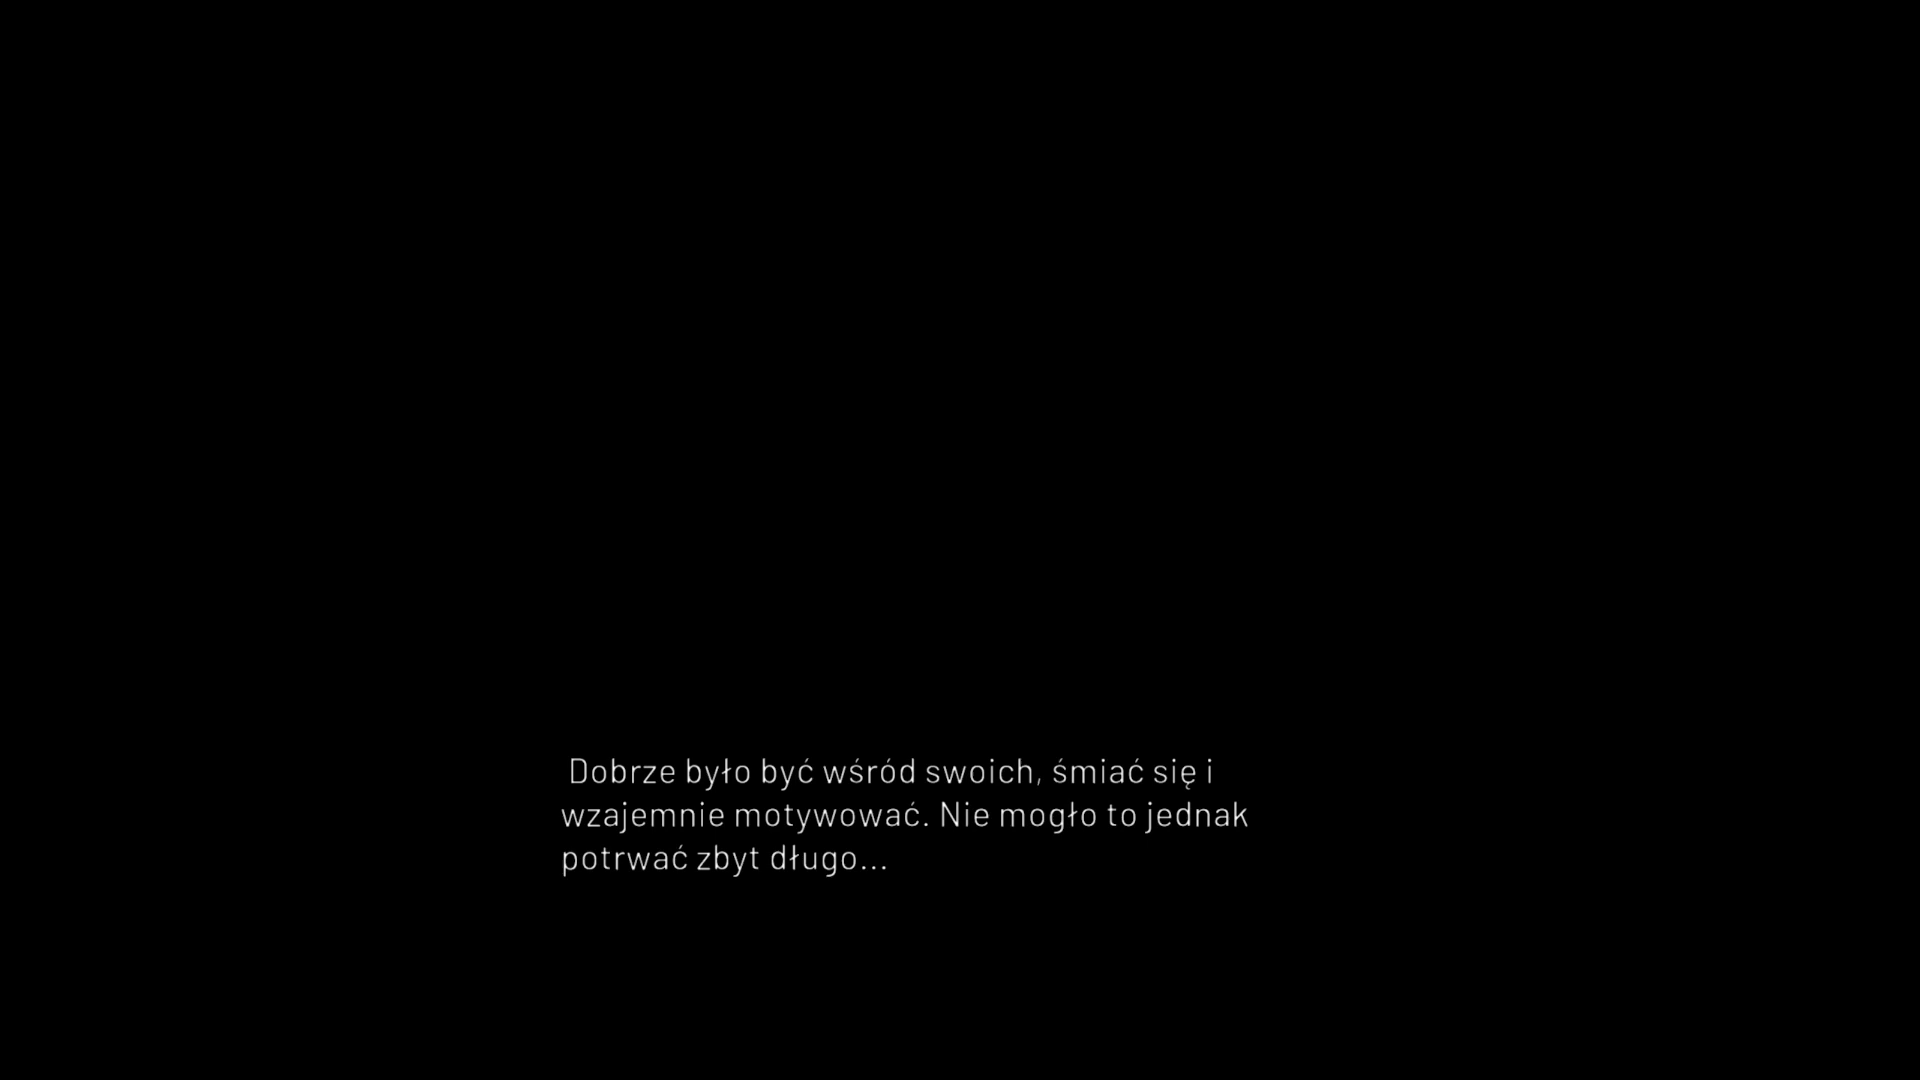 Dobrze było być wśród swoich, śmiać się i
wzajemnie motywować. Nie mogło to jednak
potrwać zbyt długo...